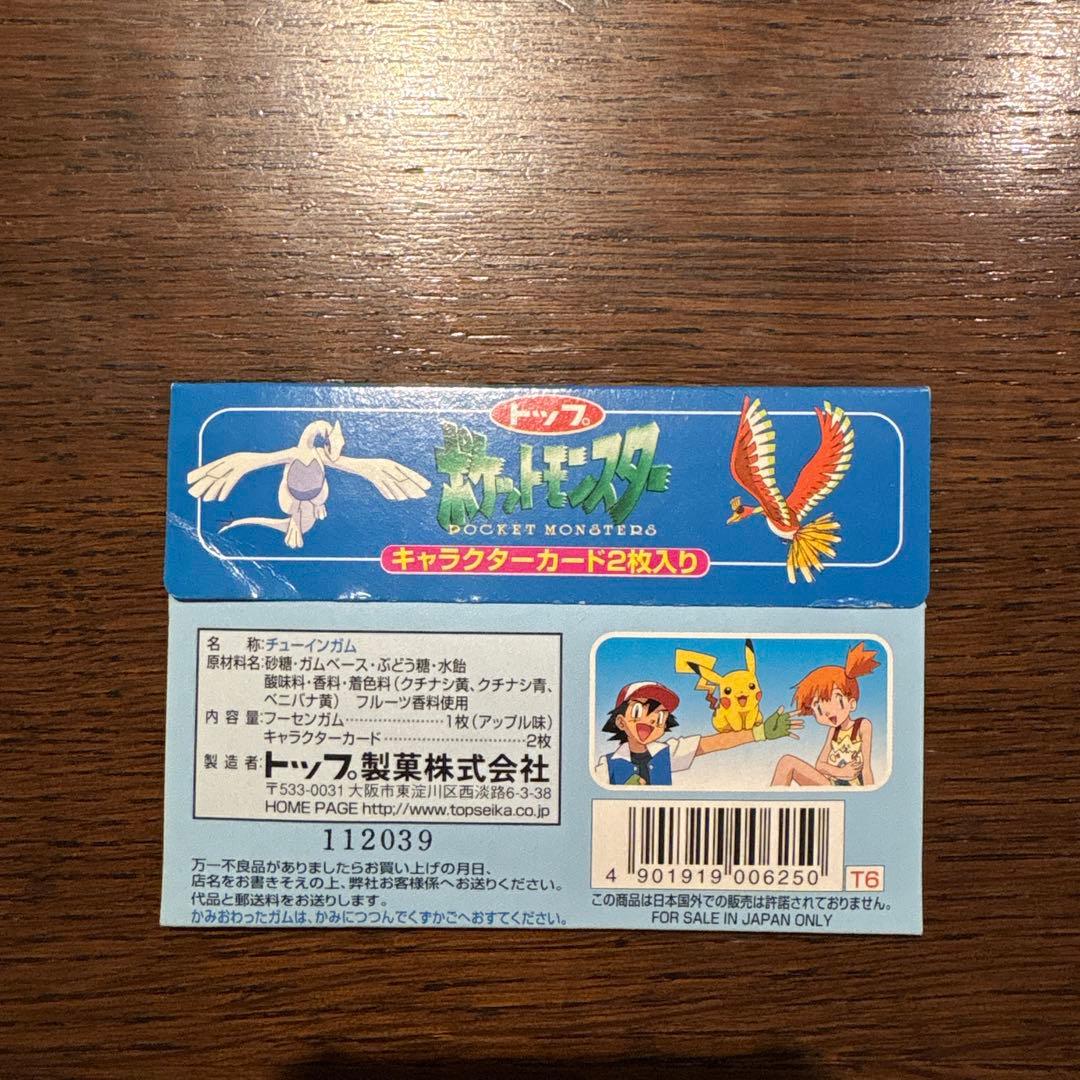 トップ。
ポケットモンスター
POCKET MONSTERS
キャラクターカード2枚入り
名　称:チューインガム
原材料名:砂糖・ガムベース・ぶどう糖・水飴
酸味料・香料・着色料(クチナシ黄、クチナシ青、
ベニバナ黄)　フルーツ香料使用
内容量:フーセンガム…………………1枚(アップル味)
キャラクターカード……………………………2枚
製造者:トップ。製菓株式会社
〒533-0031 大阪市東淀川区西淡路6-3-38
HOME PAGE http;//www.topseika.co.jp
112039
万一不良品がありましたらお買い上げの月日、
店名をお書きそえの上、弊社お客様係へお送りください。
代品と郵送料をお送りします。
かみおわったガムは、かみにつつんでくずかごへおすてください。
4 901919 006250
T6
この商品は日本国外での販売は許諾されておりません。
FOR SALE IN JAPAN ONLY